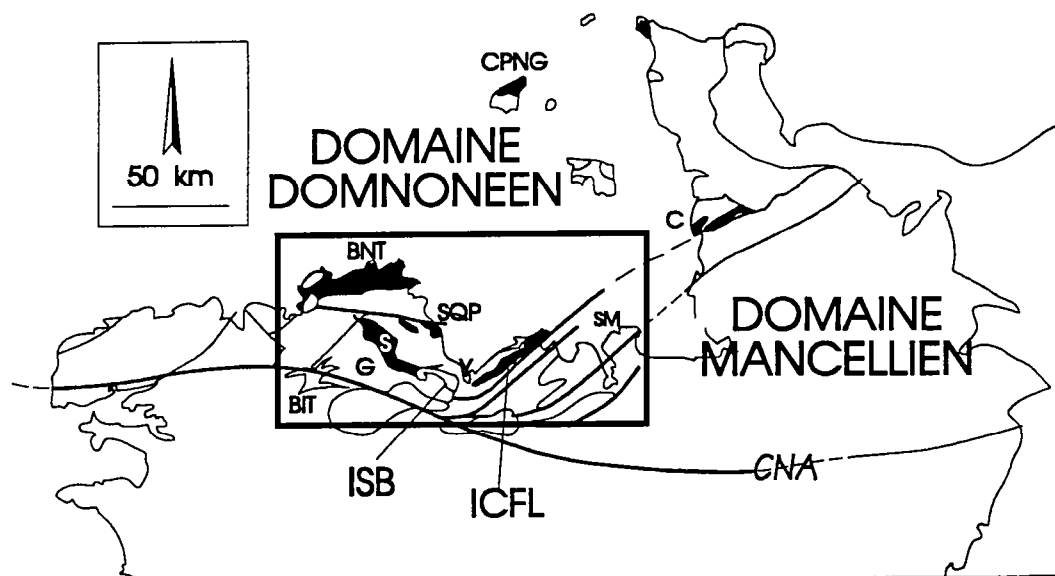 CPNG
50 km
DOMAINE
DOMNONEEN
C
BNT
SQP
SM
S
G
Y
BIT
DOMAINE
MANCELLIEN
ISB
ICFL
CNA